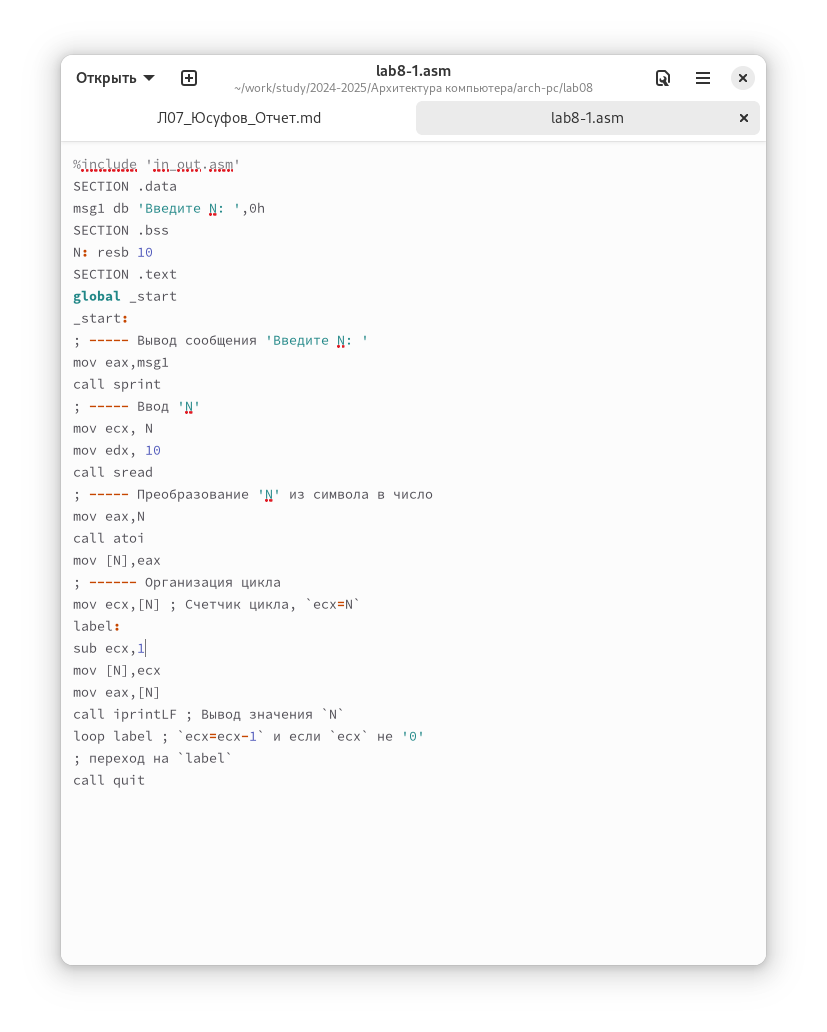 Открыть
lab8-1.asm
~/work/study/2024-2025/Архитектура компьютера/arch-pc/lab08
Л07_Юсуфов_Отчет.md
lab8-1.asm
%include 'in_out.asm'
SECTION .data
msg1 db 'Введите N: ',0h
SECTION .bss
N: resb 10
SECTION .text
global _start
_start:
; ----- Вывод сообщения 'Введите N: '
mov eax,msg1
call sprint
; ----- Ввод 'N'
mov ecx, N
mov edx, 10
call sread
; ----- Преобразование 'N' из символа в число
mov eax,N
call atoi
mov [N],eax
; ------ Организация цикла
mov ecx,[N] ; Счетчик цикла, `ecx=N`
label:
sub ecx,1
mov [N],ecx
mov eax,[N]
call iprintLF ; Вывод значения `N`
loop label ; `ecx=ecx-1` и если `ecx` не '0'
; переход на `label`
call quit